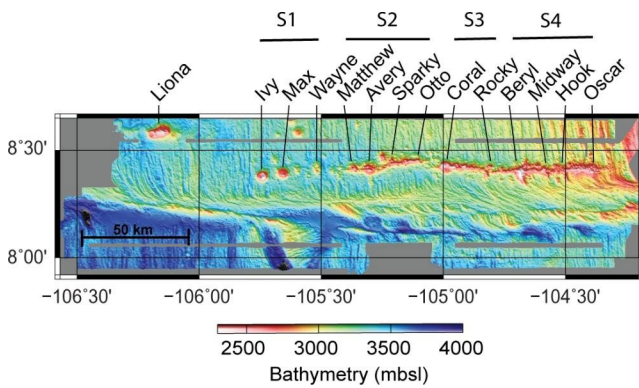 S1 S2 S3 S4
Liona Ivy Max Wayne Matthew Avery Sparky Otto Coral Rocky Beryl Midway Hook Oscar
8°30'
50 km
8°00'
−106°30' −106°00' −105°30' −105°00' −104°30'
2500 3000 3500 4000
Bathymetry (mbsl)